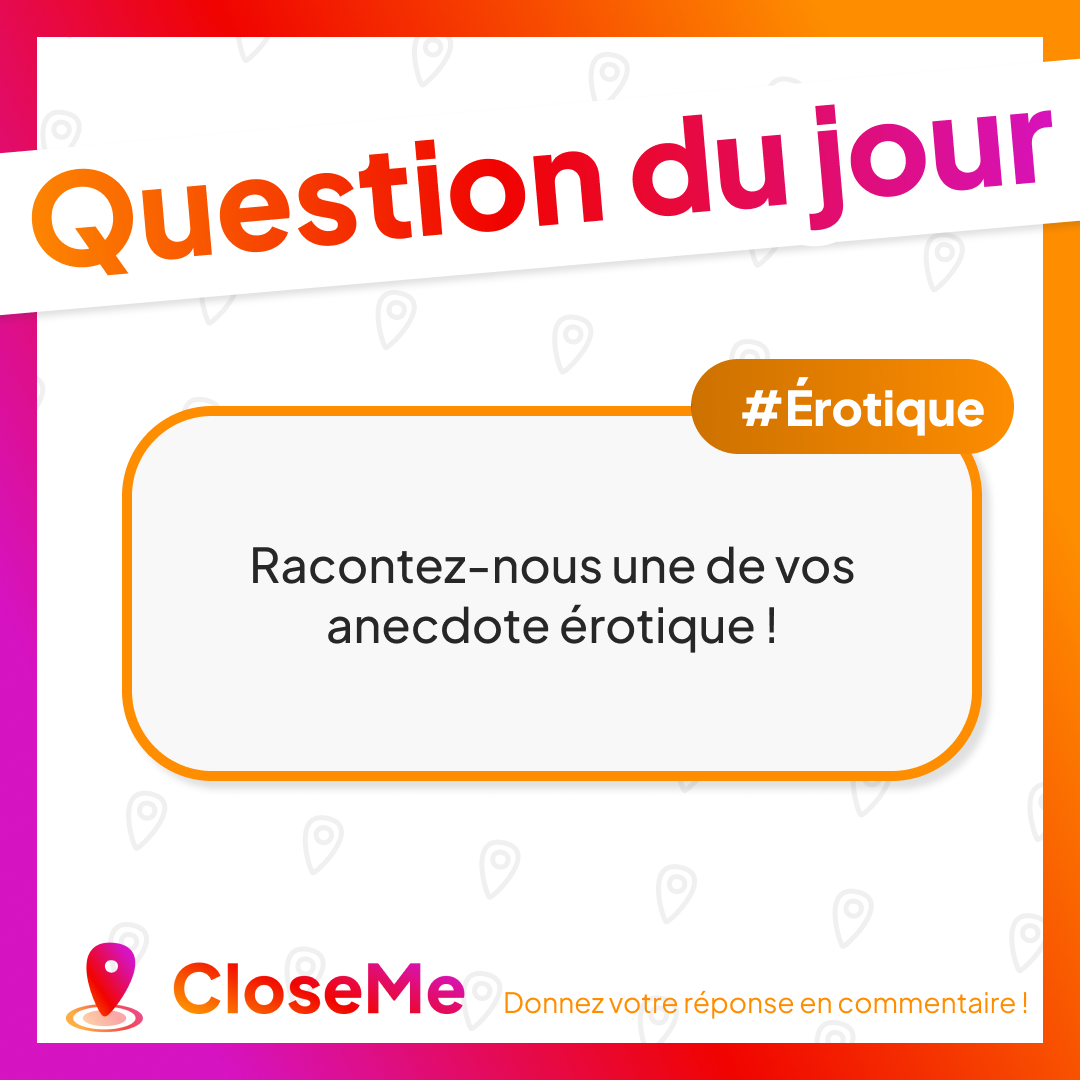 Question du jour
#Érotique
Racontez-nous une de vos
anecdote érotique !
CloseMe
Donnez votre réponse en commentaire !